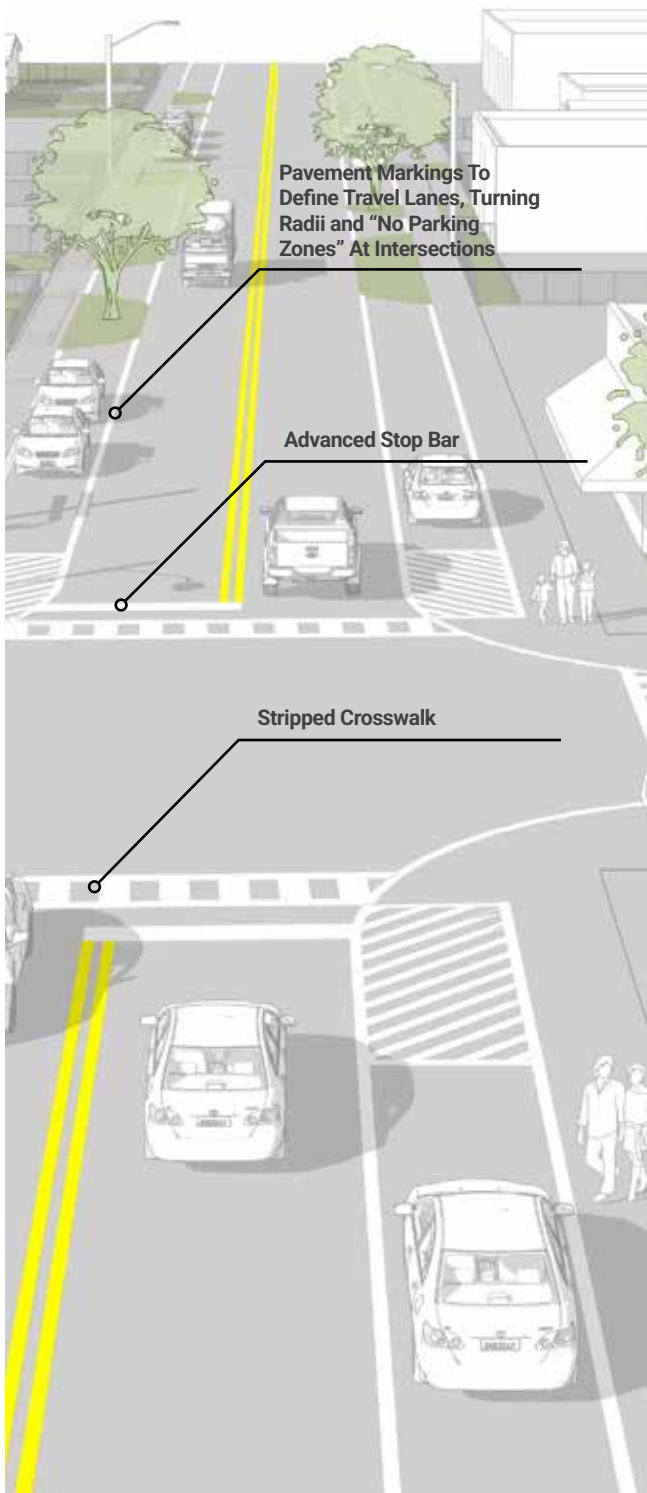 Pavement Markings To
Define Travel Lanes, Turning
Radii and “No Parking
Zones” At Intersections
Advanced Stop Bar
Stripped Crosswalk